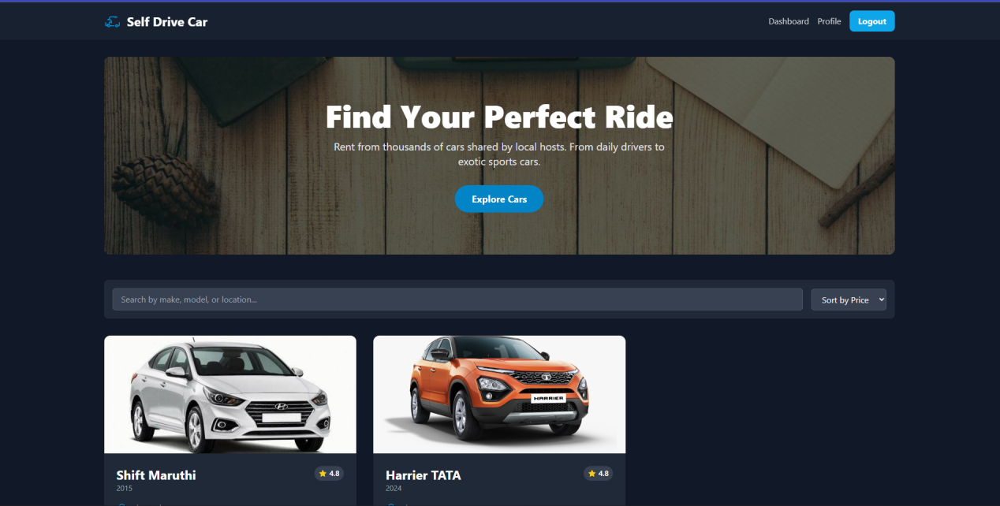 Self Drive Car
Dashboard Profile Logout
Find Your Perfect Ride
Rent from thousands of cars shared by local hosts. From daily drivers to
exotic sports cars.
Explore Cars
Search by make, model, or location...
Sort by Price
HARRIER
Shift Maruthi
4.8
2015
Harrier TATA
4.8
2024